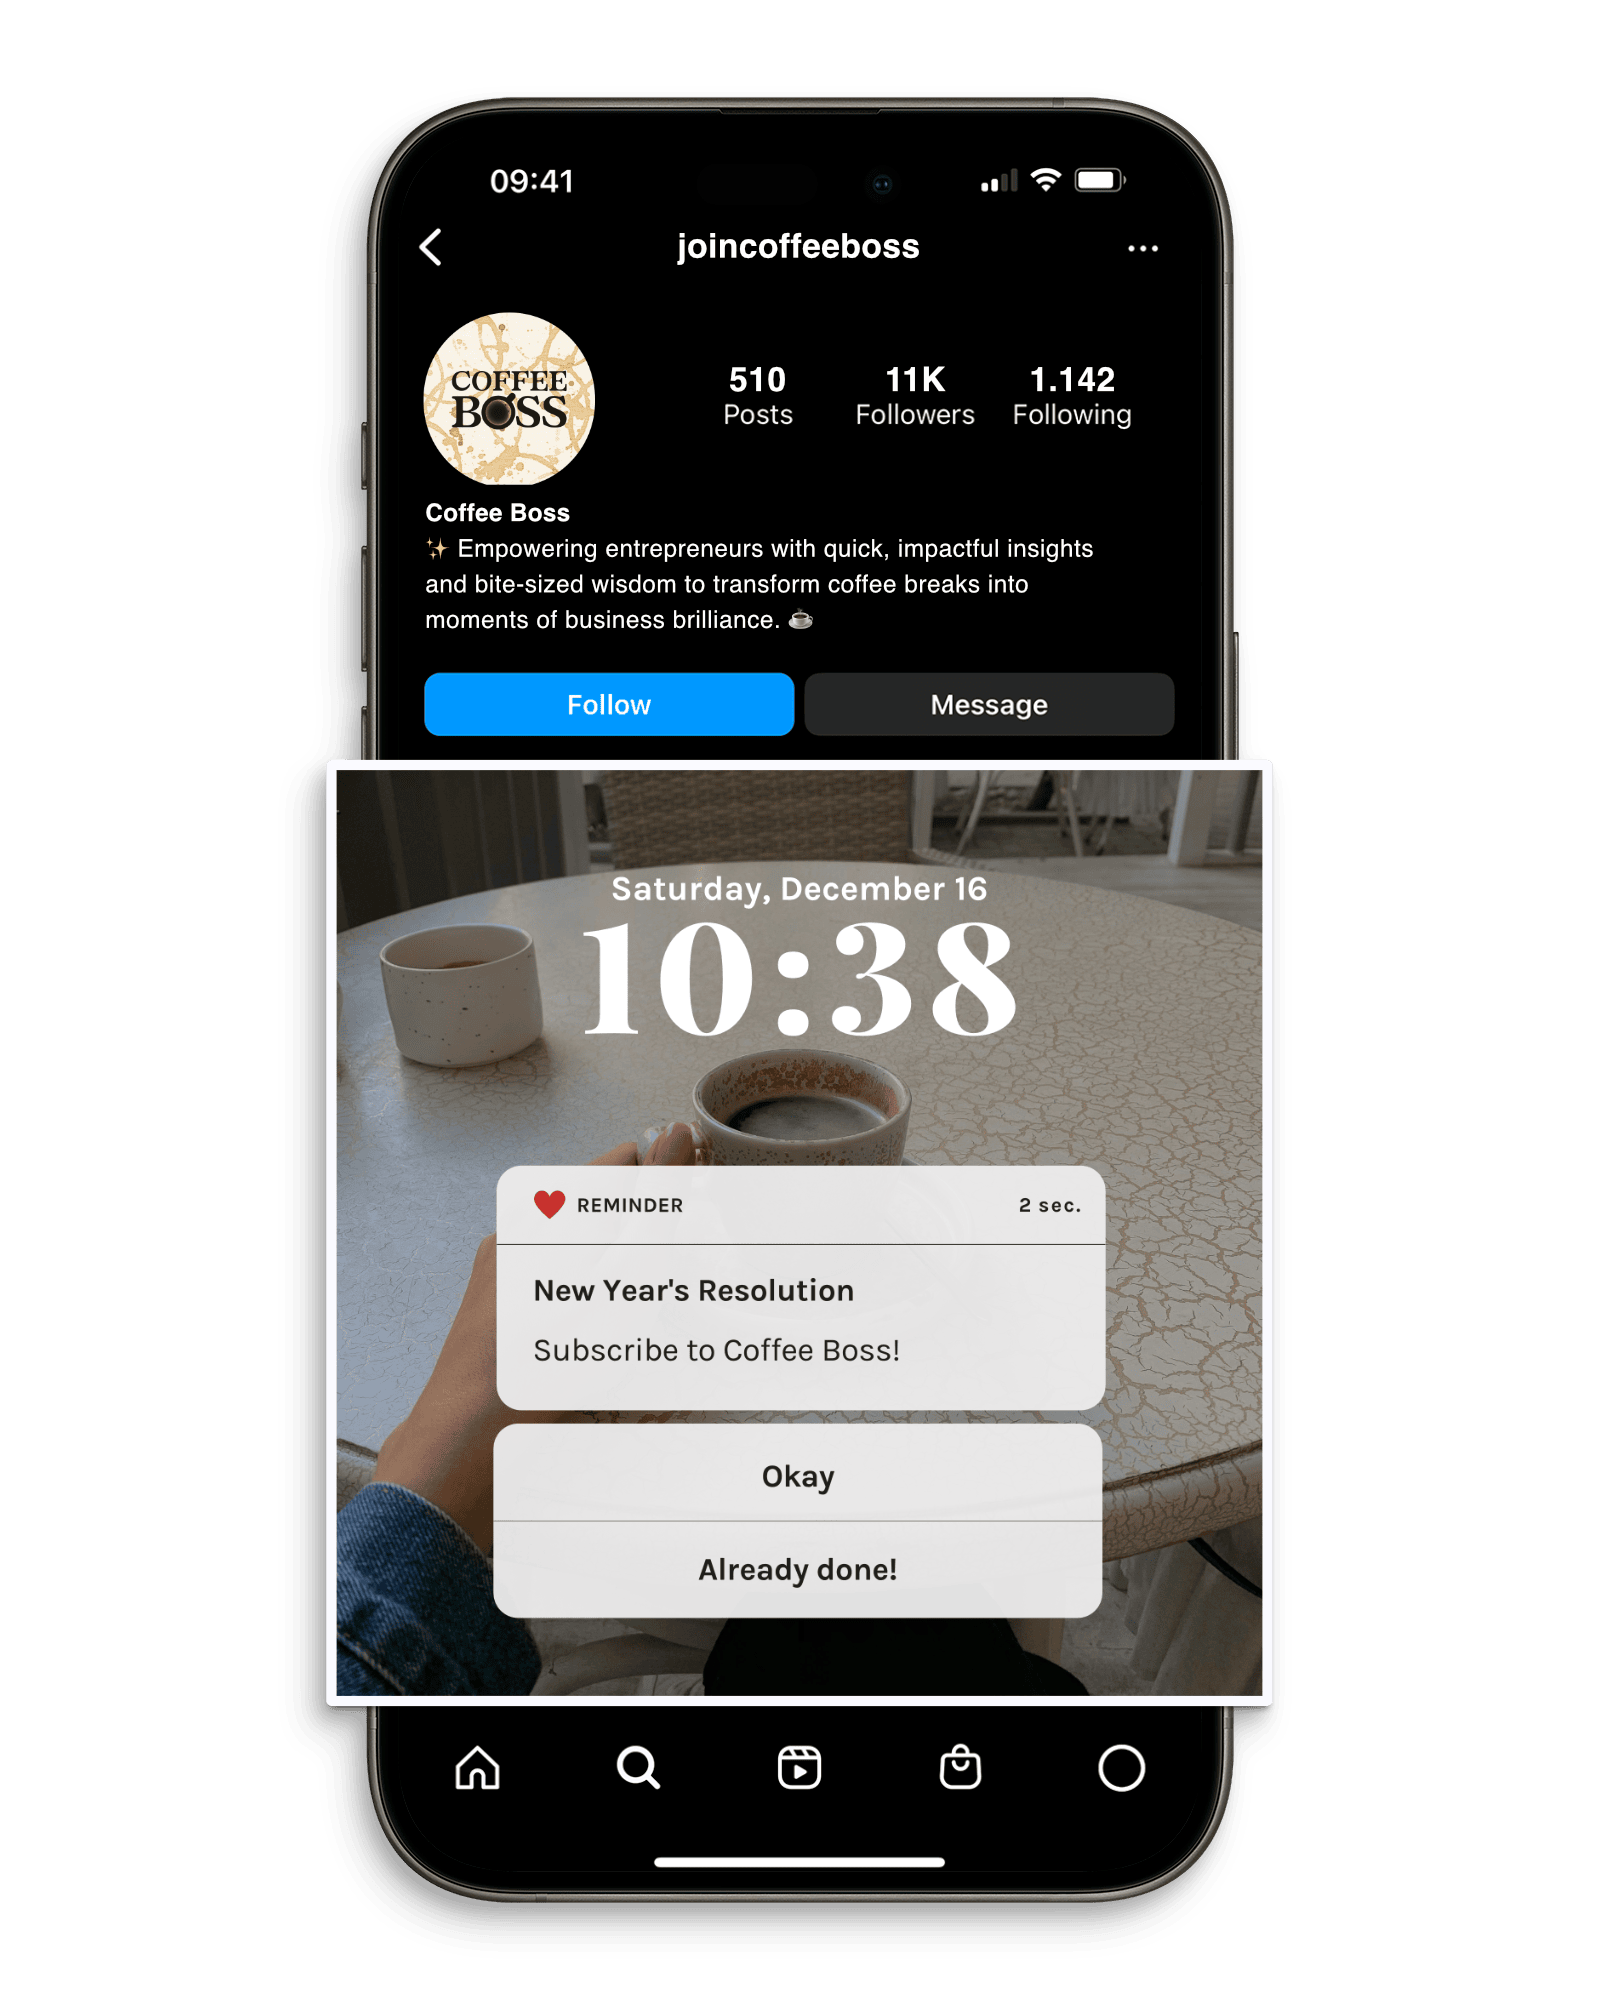 09:41
joincoffeeboss
COFFEE
BOSS
510
Posts
11K
Followers
1.142
Following
Coffee Boss
✨ Empowering entrepreneurs with quick, impactful insights
and bite-sized wisdom to transform coffee breaks into
moments of business brilliance. ☕
Follow
Message
Saturday, December 16
10:38
REMINDER
2 sec.
New Year's Resolution
Subscribe to Coffee Boss!
Okay
Already done!